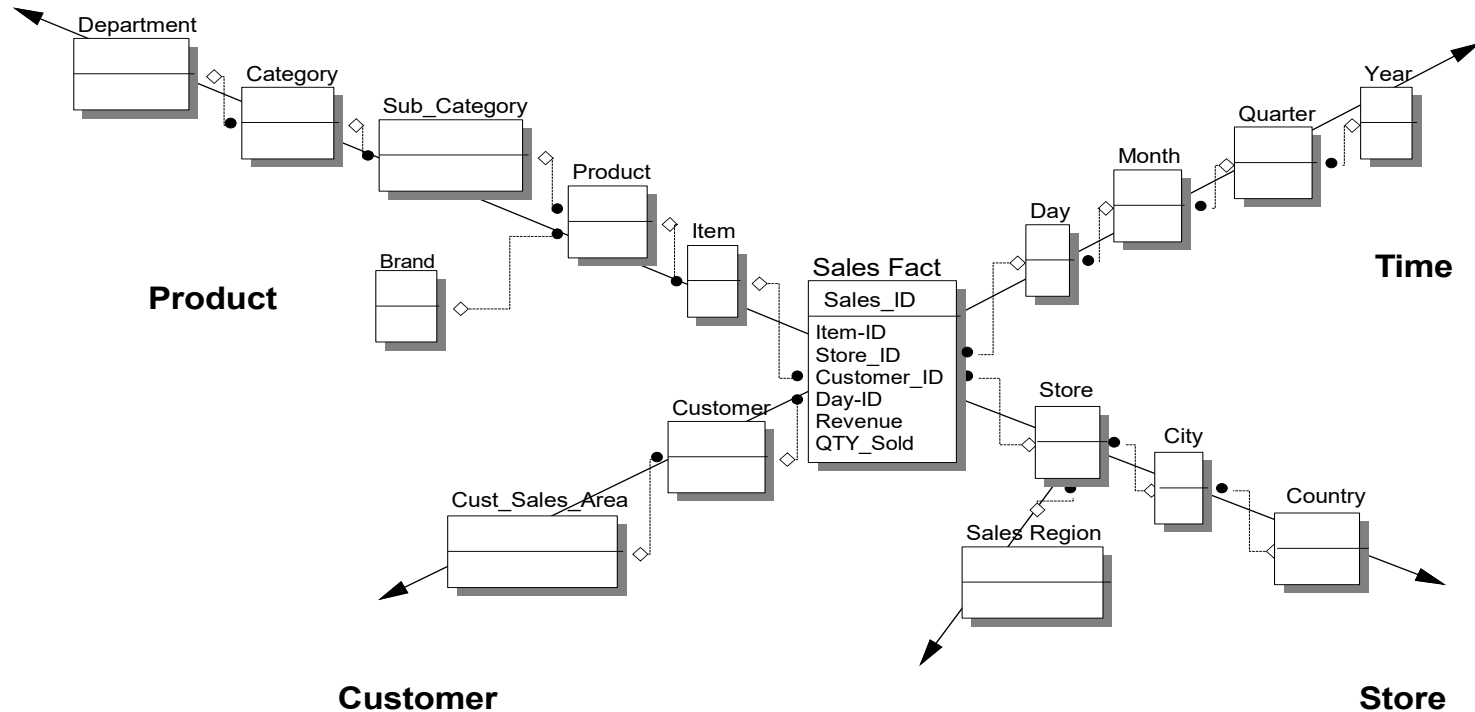 Department
Category
Sub_Category
Product
Item
Brand
Product
Sales Fact
Sales_ID
Item-ID
Store_ID
Customer_ID
Day-ID
Revenue
QTY_Sold
Day
Month
Quarter
Year
Time
Customer
Cust_Sales_Area
Customer
Store
City
Country
Sales Region
Store